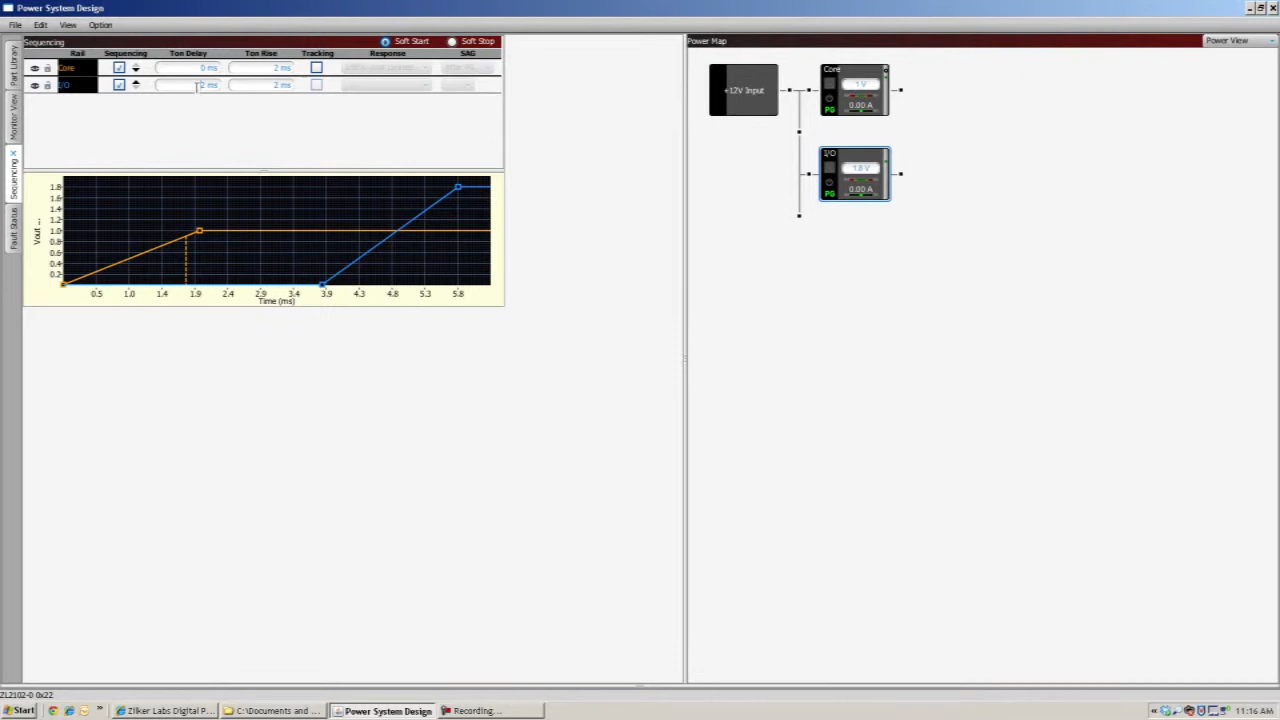 Power System Design
File Edit View Option
Sequencing Soft Start Soft Stop
Rail Sequencing Ton Delay Ton Rise Tracking Response SAG
Core 0 ms 2 ms
I/O 2 ms 2 ms
Part Library
Monitor View
Sequencing
Fault Status
Vout ...
1.8
1.6
1.4
1.2
1.0
0.8
0.6
0.4
0.2
0.5 1.0 1.4 1.9 2.4 2.9 3.4 3.9 4.3 4.8 5.3 5.8
Time (ms)
Power Map Power View
+12V Input
Core
1 V
0.00 A
PG
I/O
1.8 V
0.00 A
PG
ZL2102-0 0x22
Start Zilker Labs Digital P... C:\Documents and ... Power System Design Recording... 11:16 AM